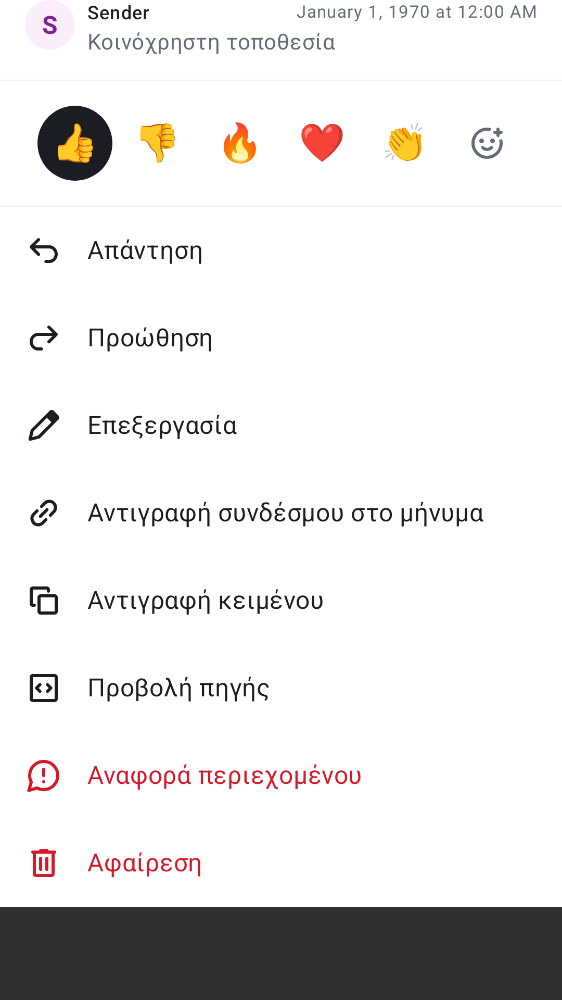 S
Sender
January 1, 1970 at 12:00 AM
Κοινόχρηστη τοποθεσία
Απάντηση
Προώθηση
Επεξεργασία
Αντιγραφή συνδέσμου στο μήνυμα
Αντιγραφή κειμένου
Προβολή πηγής
Αναφορά περιεχομένου
Αφαίρεση